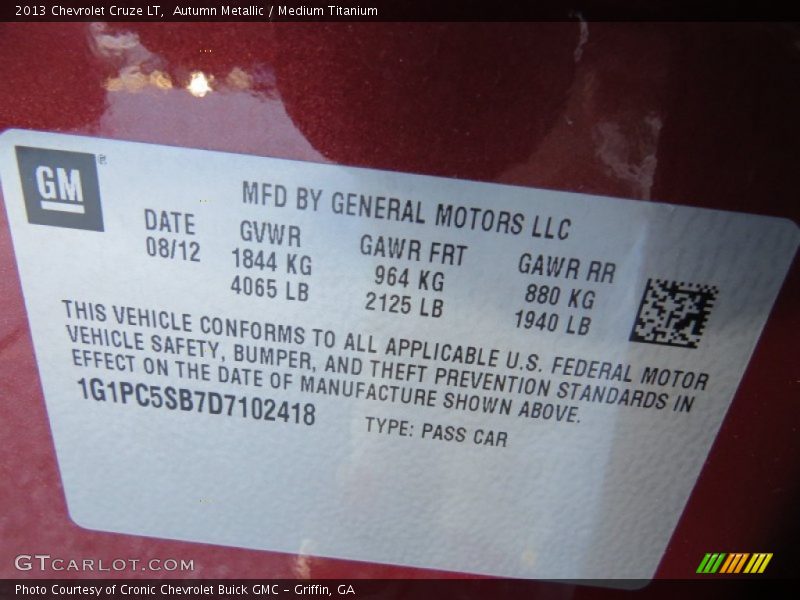 2013 Chevrolet Cruze LT, Autumn Metallic / Medium Titanium
GM®
MFD BY GENERAL MOTORS LLC
DATE GVWR GAWR FRT GAWR RR
08/12 1844 KG 964 KG 880 KG
4065 LB 2125 LB 1940 LB
THIS VEHICLE CONFORMS TO ALL APPLICABLE U.S. FEDERAL MOTOR
VEHICLE SAFETY, BUMPER, AND THEFT PREVENTION STANDARDS IN
EFFECT ON THE DATE OF MANUFACTURE SHOWN ABOVE.
1G1PC5SB7D7102418 TYPE: PASS CAR
GTCARLOT.COM
Photo Courtesy of Cronic Chevrolet Buick GMC – Griffin, GA